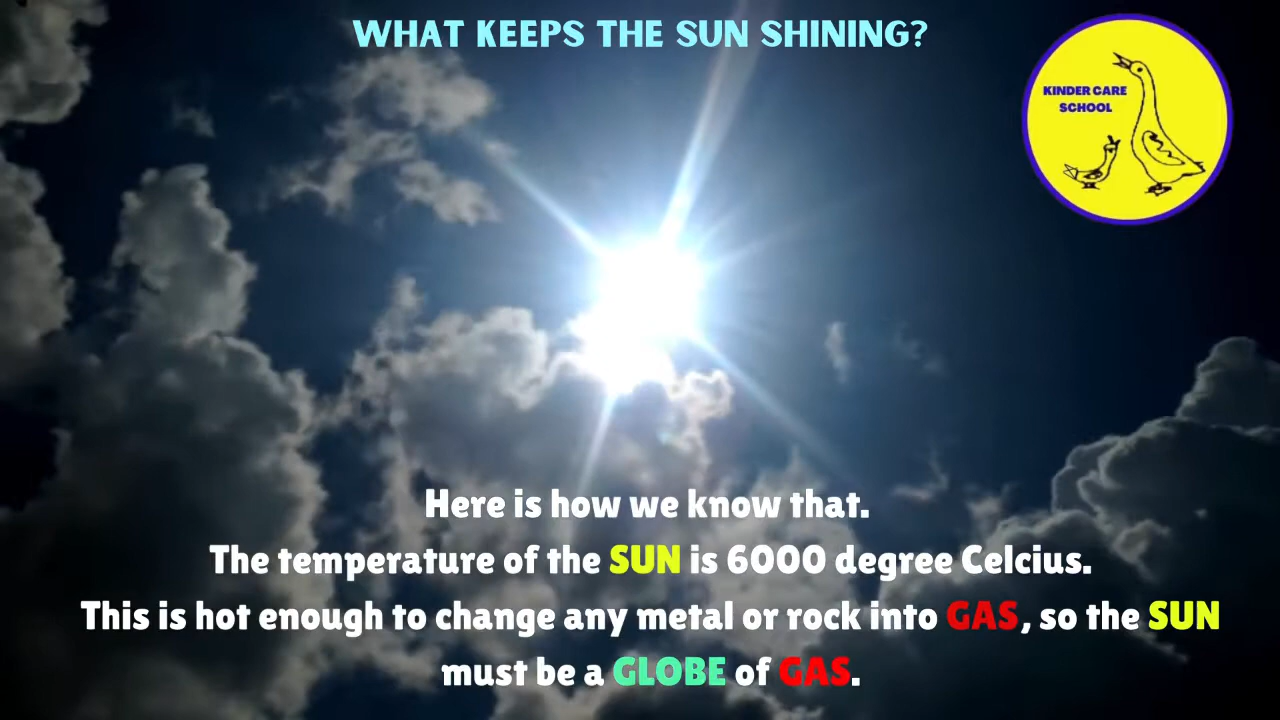 WHAT KEEPS THE SUN SHINING?
KINDER CARE
SCHOOL
Here is how we know that.
The temperature of the SUN is 6000 degree Celcius.
This is hot enough to change any metal or rock into GAS, so the SUN
must be a GLOBE of GAS.